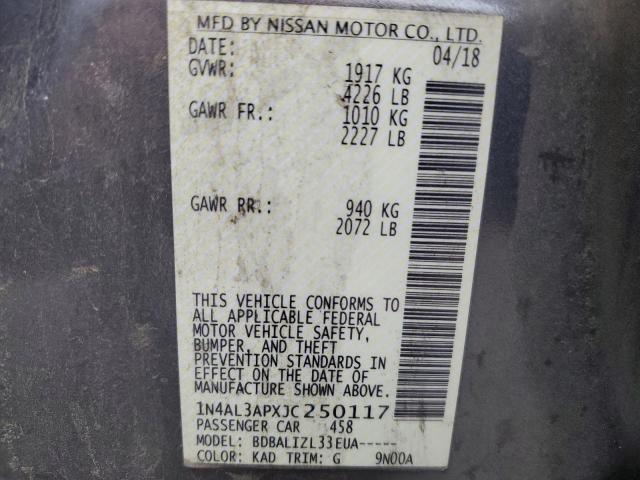 MFD BY NISSAN MOTOR CO., LTD.
DATE: 04/18
GVWR: 1917 KG
4226 LB
GAWR FR.: 1010 KG
2227 LB
GAWR RR.: 940 KG
2072 LB
THIS VEHICLE CONFORMS TO
ALL APPLICABLE FEDERAL
MOTOR VEHICLE SAFETY,
BUMPER, AND THEFT
PREVENTION STANDARDS IN
EFFECT ON THE DATE OF
MANUFACTURE SHOWN ABOVE.
1N4AL3APXJC250117
PASSENGER CAR 458
MODEL: BDBALIZL33EUA-----
COLOR: KAD TRIM: G 9N00A